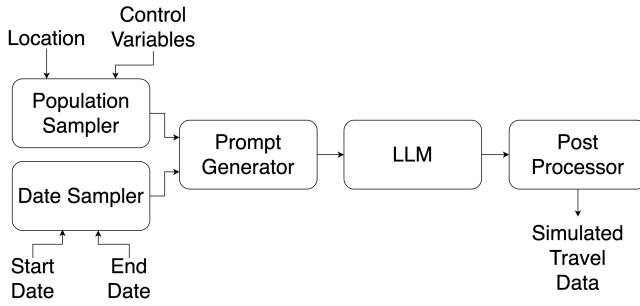 Location
Control
Variables
Population
Sampler
Date Sampler
Start
Date
End
Date
Prompt
Generator
LLM
Post
Processor
Simulated
Travel
Data